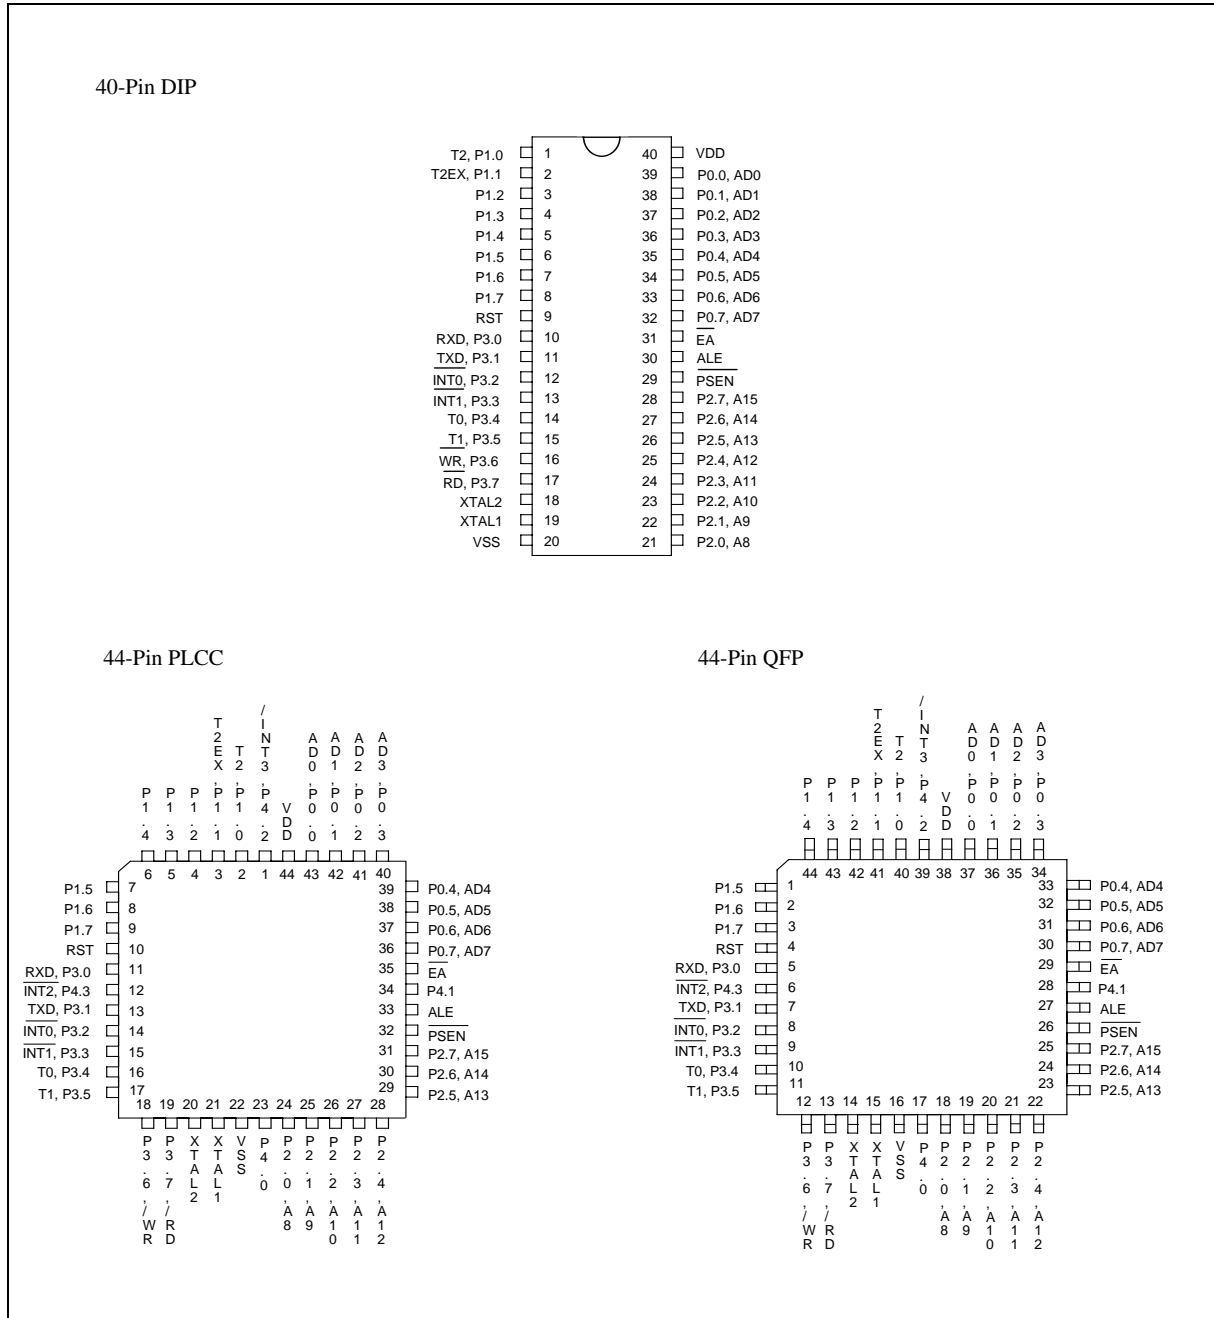 40-Pin DIP
T2, P1.0 1 40 VDD
T2EX, P1.1 2 39 P0.0, AD0
P1.2 3 38 P0.1, AD1
P1.3 4 37 P0.2, AD2
P1.4 5 36 P0.3, AD3
P1.5 6 35 P0.4, AD4
P1.6 7 34 P0.5, AD5
P1.7 8 33 P0.6, AD6
RST 9 32 P0.7, AD7
RXD, P3.0 10 31 EA
TXD, P3.1 11 30 ALE
INT0, P3.2 12 29 PSEN
INT1, P3.3 13 28 P2.7, A15
T0, P3.4 14 27 P2.6, A14
T1, P3.5 15 26 P2.5, A13
WR, P3.6 16 25 P2.4, A12
RD, P3.7 17 24 P2.3, A11
XTAL2 18 23 P2.2, A10
XTAL1 19 22 P2.1, A9
VSS 20 21 P2.0, A8
44-Pin PLCC
P1.4
P1.3
P1.2
T2EX,P1.1
T2,P1.0
/INT3,P4.2
VDD
AD0,P0.0
AD1,P0.1
AD2,P0.2
AD3,P0.3
6 5 4 3 2 1 44 43 42 41 40
P1.5 7 39 P0.4, AD4
P1.6 8 38 P0.5, AD5
P1.7 9 37 P0.6, AD6
RST 10 36 P0.7, AD7
RXD, P3.0 11 35 EA
INT2, P4.3 12 34 P4.1
TXD, P3.1 13 33 ALE
INT0, P3.2 14 32 PSEN
INT1, P3.3 15 31 P2.7, A15
T0, P3.4 16 30 P2.6, A14
T1, P3.5 17 29 P2.5, A13
18 19 20 21 22 23 24 25 26 27 28
P3.6,/WR
P3.7,/RD
XTAL2
XTAL1
VSS
P4.0
P2.0,A8
P2.1,A9
P2.2,A10
P2.3,A11
P2.4,A12
44-Pin QFP
P1.4
P1.3
P1.2
T2EX,P1.1
T2,P1.0
/INT3,P4.2
VDD
AD0,P0.0
AD1,P0.1
AD2,P0.2
AD3,P0.3
44 43 42 41 40 39 38 37 36 35 34
P1.5 1 33 P0.4, AD4
P1.6 2 32 P0.5, AD5
P1.7 3 31 P0.6, AD6
RST 4 30 P0.7, AD7
RXD, P3.0 5 29 EA
INT2, P4.3 6 28 P4.1
TXD, P3.1 7 27 ALE
INT0, P3.2 8 26 PSEN
INT1, P3.3 9 25 P2.7, A15
T0, P3.4 10 24 P2.6, A14
T1, P3.5 11 23 P2.5, A13
12 13 14 15 16 17 18 19 20 21 22
P3.6,/WR
P3.7,/RD
XTAL2
XTAL1
VSS
P4.0
P2.0,A8
P2.1,A9
P2.2,A10
P2.3,A11
P2.4,A12